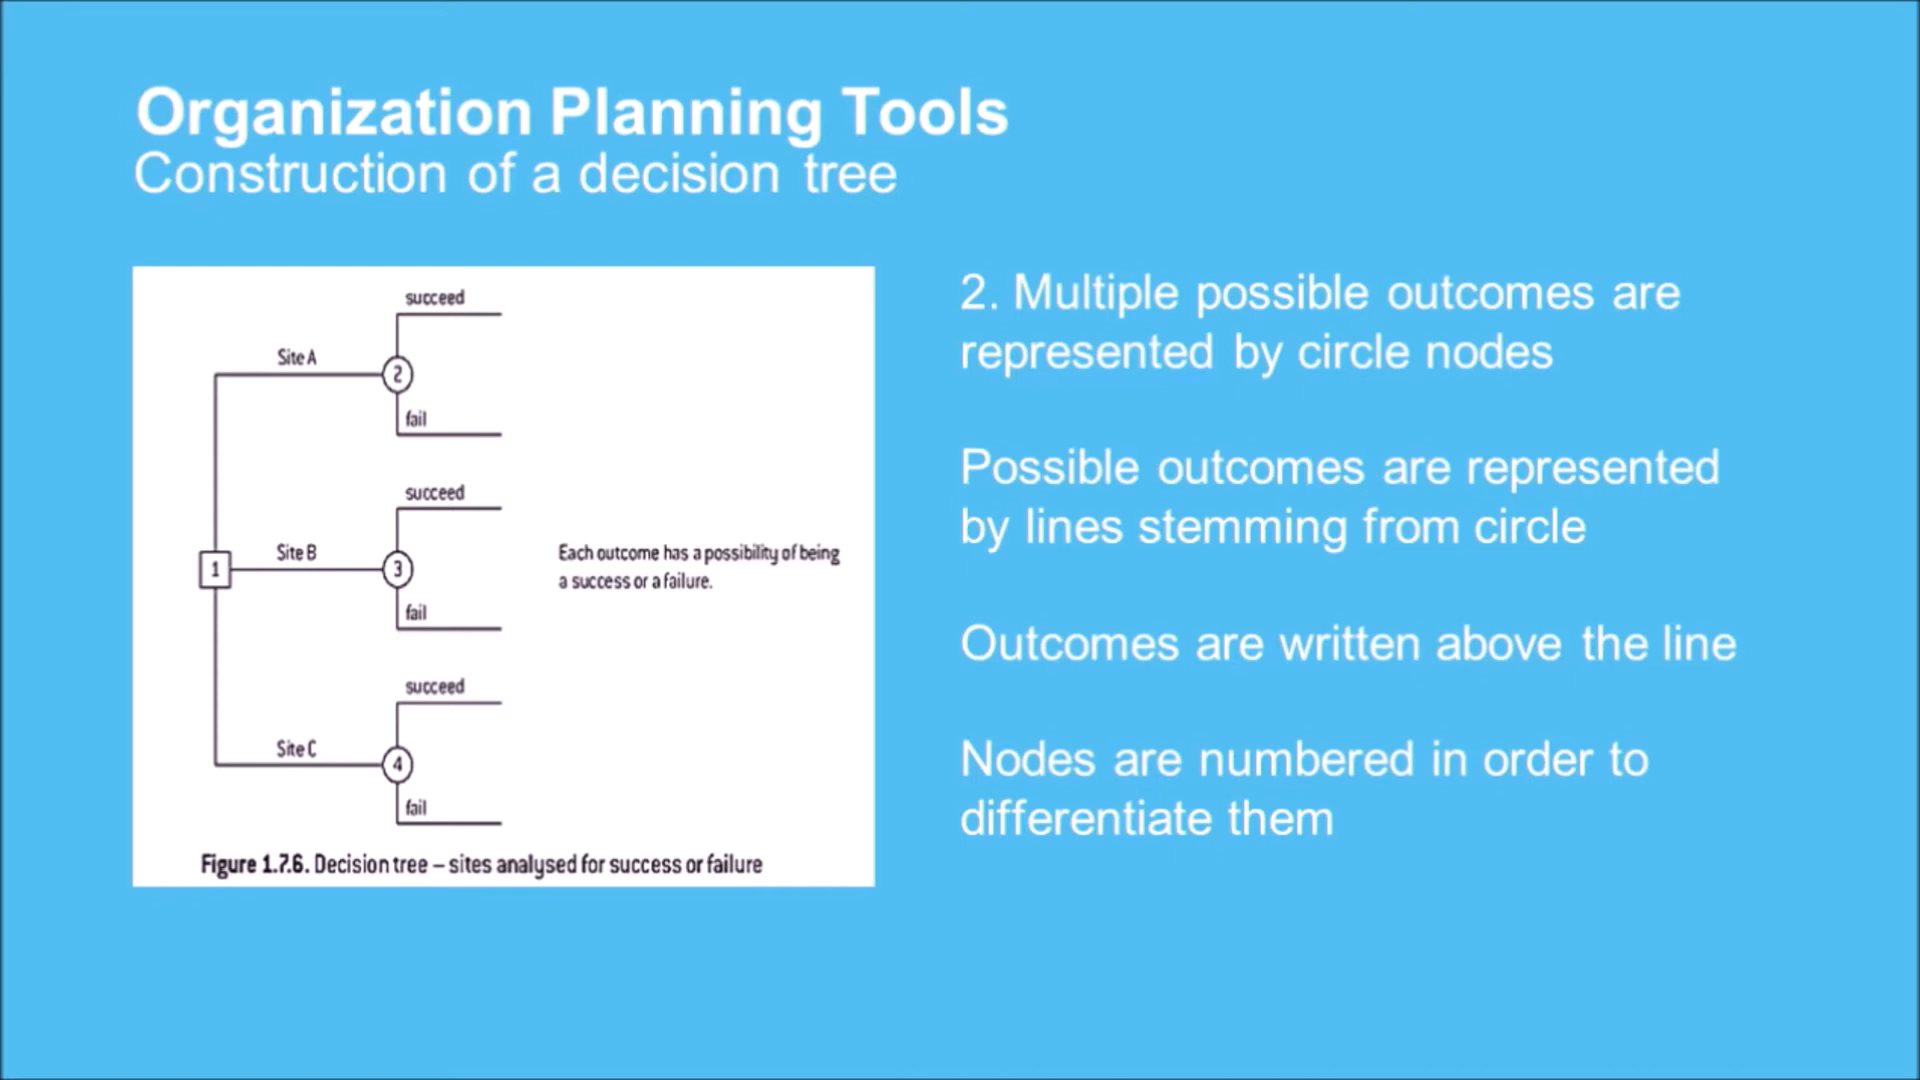 Organization Planning Tools
Construction of a decision tree
succeed
Site A
2
fail
succeed
Site B
1
3
Each outcome has a possibility of being
a success or a failure.
fail
succeed
Site C
4
fail
Figure 1.7.6. Decision tree – sites analysed for success or failure
2. Multiple possible outcomes are
represented by circle nodes
Possible outcomes are represented
by lines stemming from circle
Outcomes are written above the line
Nodes are numbered in order to
differentiate them